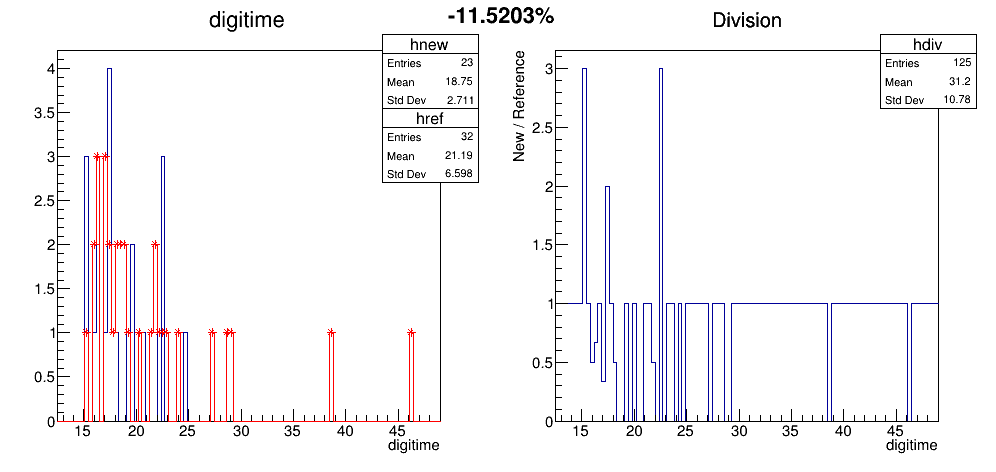 -11.5203%
digitime
hnew
Entries 23
Mean 18.75
Std Dev 2.711
href
Entries 32
Mean 21.19
Std Dev 6.598
4
3.5
3
2.5
2
1.5
1
0.5
0
15 20 25 30 35 40 45
digitime
Division
hdiv
Entries 125
Mean 31.2
Std Dev 10.78
New / Reference
3
2.5
2
1.5
1
0.5
0
15 20 25 30 35 40 45
digitime